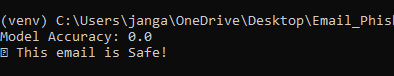 (venv) C:\Users\janga\OneDrive\Desktop\Email_Phis
Model Accuracy: 0.0
This email is Safe!